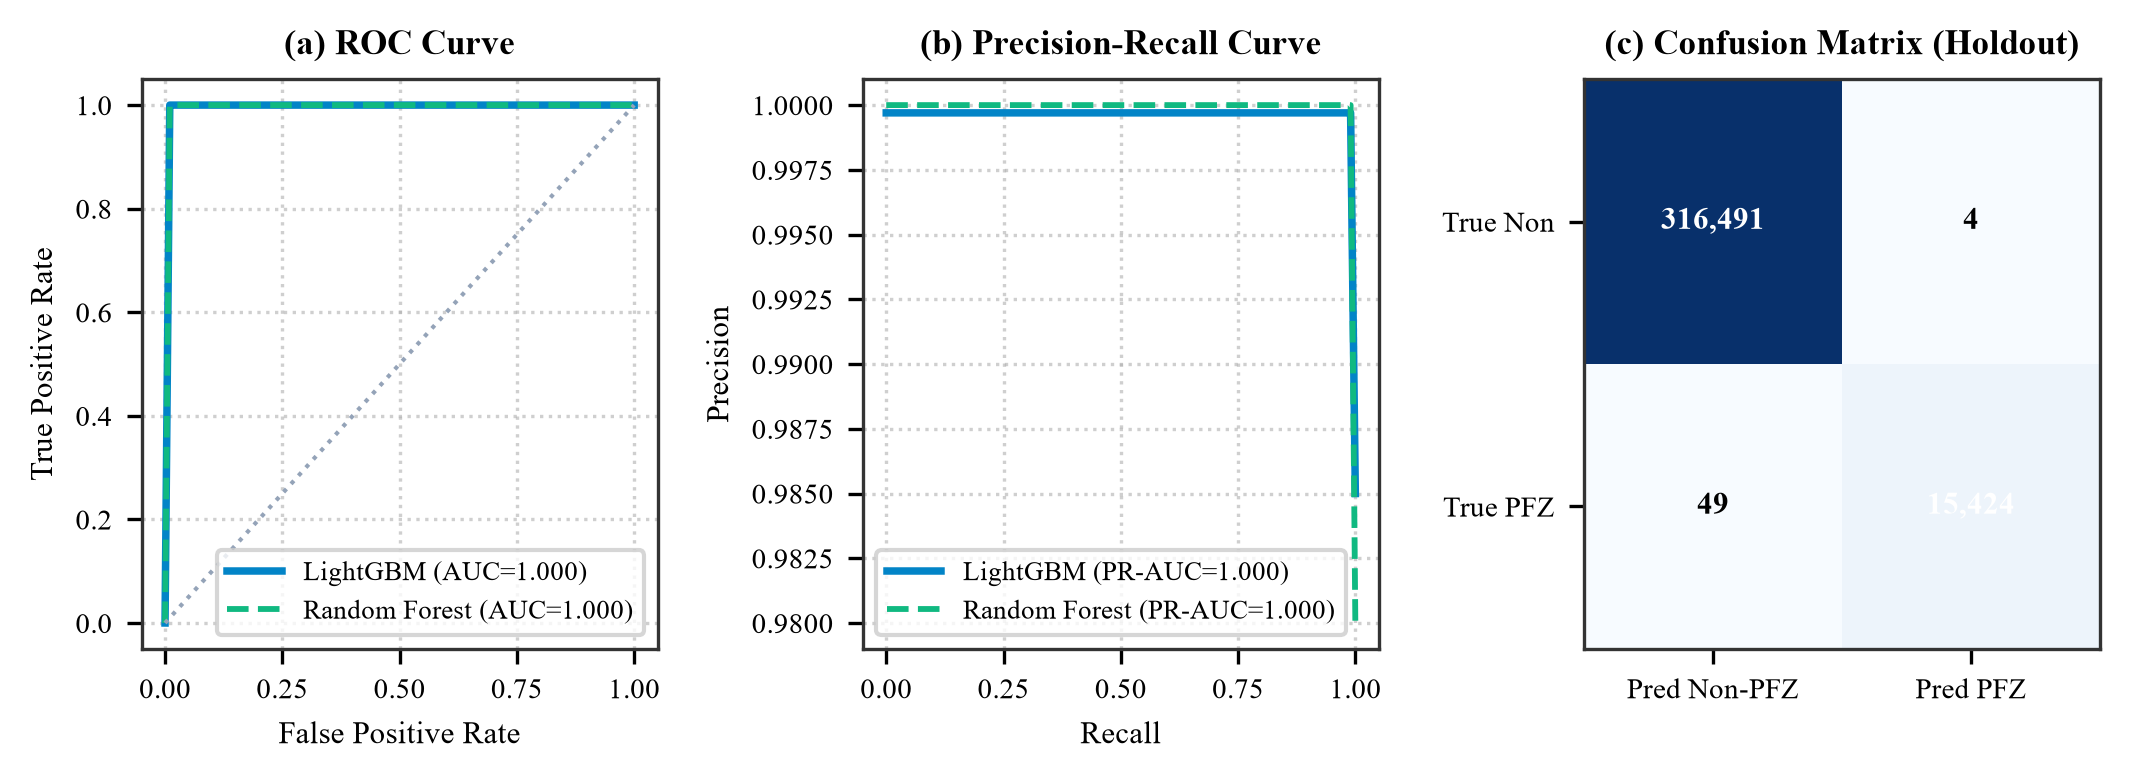 (a) ROC Curve
True Positive Rate
1.0
0.8
0.6
0.4
0.2
0.0
LightGBM (AUC=1.000)
Random Forest (AUC=1.000)
0.00 0.25 0.50 0.75 1.00
False Positive Rate
(b) Precision-Recall Curve
Precision
1.0000
0.9975
0.9950
0.9925
0.9900
0.9875
0.9850
0.9825
0.9800
LightGBM (PR-AUC=1.000)
Random Forest (PR-AUC=1.000)
0.00 0.25 0.50 0.75 1.00
Recall
(c) Confusion Matrix (Holdout)
True Non 316,491 4
True PFZ 49 15,424
Pred Non-PFZ Pred PFZ